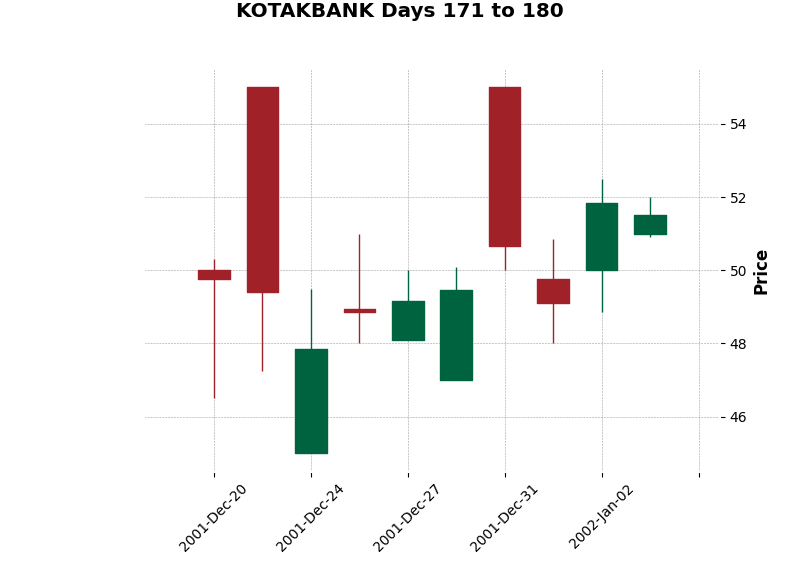 KOTAKBANK Days 171 to 180
54
52
50
48
46
Price
2001-Dec-20
2001-Dec-24
2001-Dec-27
2001-Dec-31
2002-Jan-02